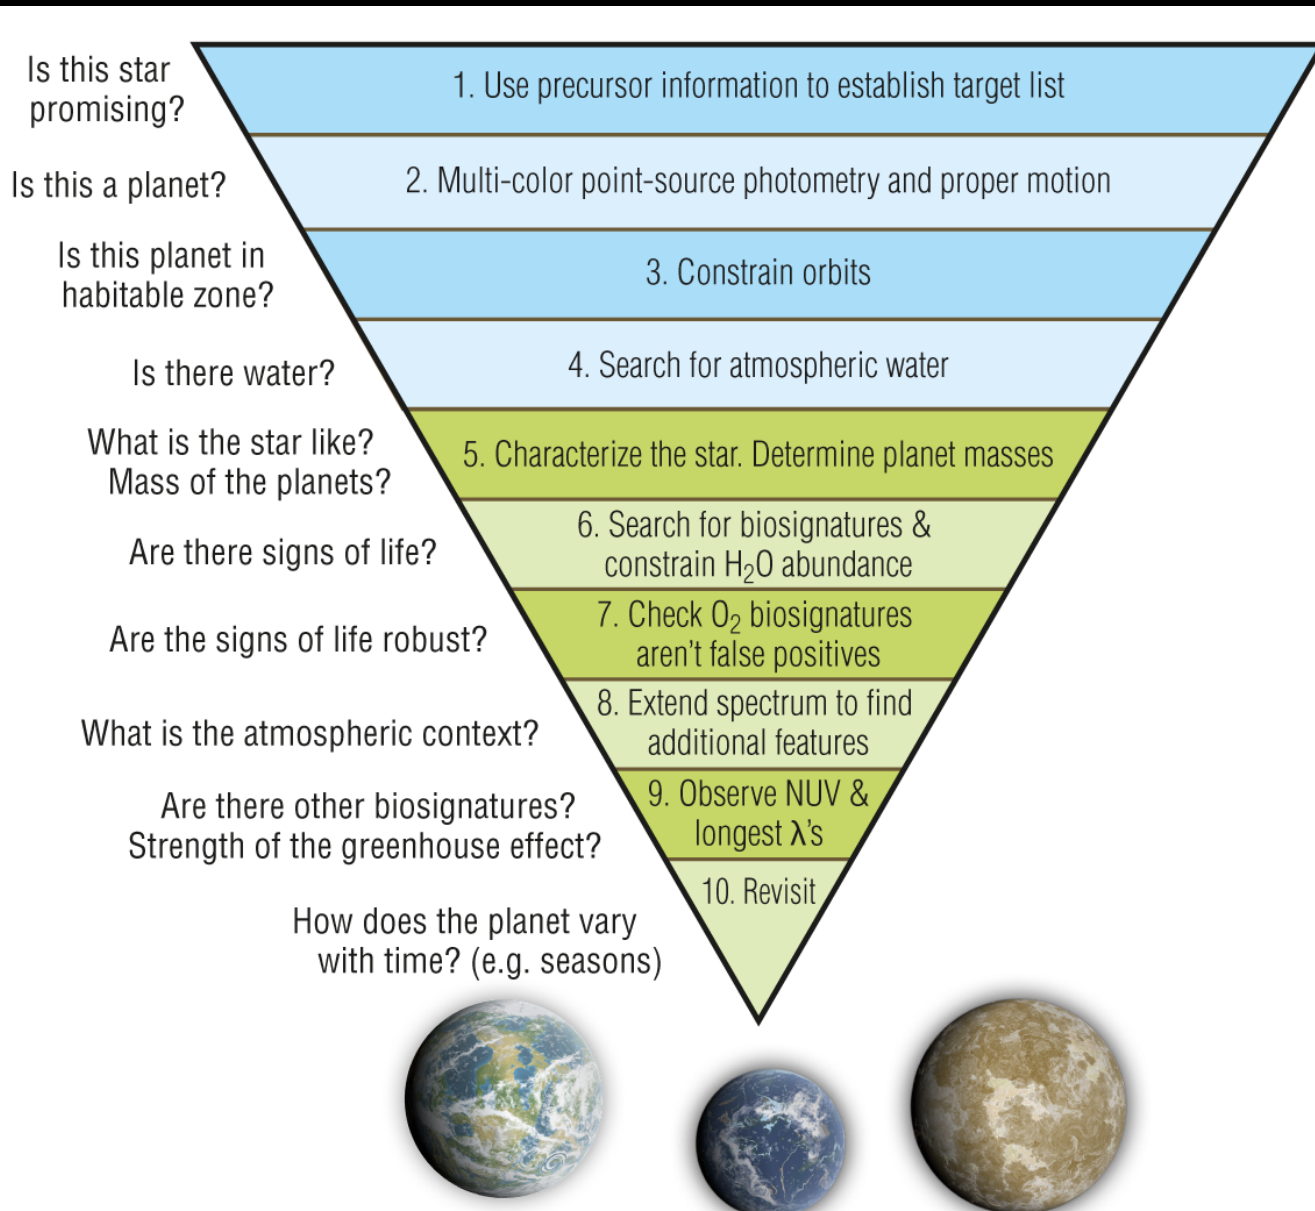 Is this star
promising?
1. Use precursor information to establish target list
Is this a planet?
2. Multi-color point-source photometry and proper motion
Is this planet in
habitable zone?
3. Constrain orbits
Is there water?
4. Search for atmospheric water
What is the star like?
Mass of the planets?
5. Characterize the star. Determine planet masses
Are there signs of life?
6. Search for biosignatures &
constrain H₂O abundance
Are the signs of life robust?
7. Check O₂ biosignatures
aren't false positives
What is the atmospheric context?
8. Extend spectrum to find
additional features
Are there other biosignatures?
Strength of the greenhouse effect?
9. Observe NUV &
longest λ's
How does the planet vary
with time? (e.g. seasons)
10. Revisit